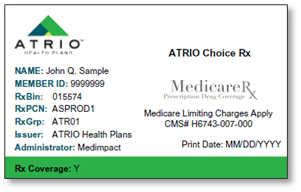 ATRIO
HEALTH PLANS
ATRIO Choice Rx
NAME: John Q. Sample
MEMBER ID: 9999999
RxBin: 015574
RxPCN: ASPROD1
RxGrp: ATR01
Issuer: ATRIO Health Plans
Administrator: Medimpact
MedicareRx
Prescription Drug Coverage
Medicare Limiting Charges Apply
CMS# H6743-007-000
Print Date: MM/DD/YYYY
Rx Coverage: Y